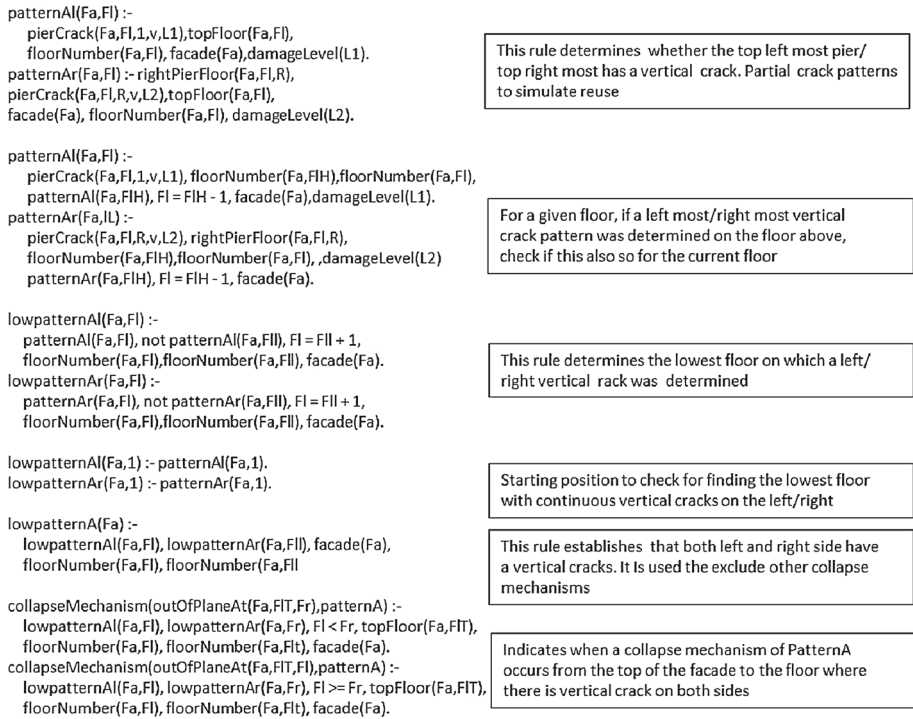 patternAl(Fa,Fl) :-
pierCrack(Fa,Fl,1,v,L1),topFloor(Fa,Fl),
floorNumber(Fa,Fl), facade(Fa),damageLevel(L1).
patternAr(Fa,Fl) :- rightPierFloor(Fa,Fl,R),
pierCrack(Fa,Fl,R,v,L2),topFloor(Fa,Fl),
facade(Fa), floorNumber(Fa,Fl), damageLevel(L2).
This rule determines whether the top left most pier/
top right most has a vertical crack. Partial crack patterns
to simulate reuse
patternAl(Fa,Fl) :-
pierCrack(Fa,Fl,1,v,L1), floorNumber(Fa,FlH),floorNumber(Fa,Fl),
patternAl(Fa,FlH), Fl = FlH - 1, facade(Fa),damageLevel(L1).
patternAr(Fa,lL) :-
pierCrack(Fa,Fl,R,v,L2), rightPierFloor(Fa,Fl,R),
floorNumber(Fa,FlH),floorNumber(Fa,Fl), ,damageLevel(L2)
patternAr(Fa,FlH), Fl = FlH - 1, facade(Fa).
For a given floor, if a left most/right most vertical
crack pattern was determined on the floor above,
check if this also so for the current floor
lowpatternAl(Fa,Fl) :-
patternAl(Fa,Fl), not patternAl(Fa,Fll), Fl = Fll + 1,
floorNumber(Fa,Fl),floorNumber(Fa,Fll), facade(Fa).
lowpatternAr(Fa,Fl) :-
patternAr(Fa,Fl), not patternAr(Fa,Fll), Fl = Fll + 1,
floorNumber(Fa,Fl),floorNumber(Fa,Fll), facade(Fa).
This rule determines the lowest floor on which a left/
right vertical rack was determined
lowpatternAl(Fa,1) :- patternAl(Fa,1).
lowpatternAr(Fa,1) :- patternAr(Fa,1).
Starting position to check for finding the lowest floor
with continuous vertical cracks on the left/right
lowpatternA(Fa) :-
lowpatternAl(Fa,Fl), lowpatternAr(Fa,Fll), facade(Fa),
floorNumber(Fa,Fl), floorNumber(Fa,Fll
This rule establishes that both left and right side have
a vertical cracks. It Is used the exclude other collapse
mechanisms
collapseMechanism(outOfPlaneAt(Fa,FlT,Fr),patternA) :-
lowpatternAl(Fa,Fl), lowpatternAr(Fa,Fr), Fl < Fr, topFloor(Fa,FlT),
floorNumber(Fa,Fl), floorNumber(Fa,Flt), facade(Fa).
collapseMechanism(outOfPlaneAt(Fa,FlT,Fl),patternA) :-
lowpatternAl(Fa,Fl), lowpatternAr(Fa,Fr), Fl >= Fr, topFloor(Fa,FlT),
floorNumber(Fa,Fl), floorNumber(Fa,Flt), facade(Fa).
Indicates when a collapse mechanism of PatternA
occurs from the top of the facade to the floor where
there is vertical crack on both sides